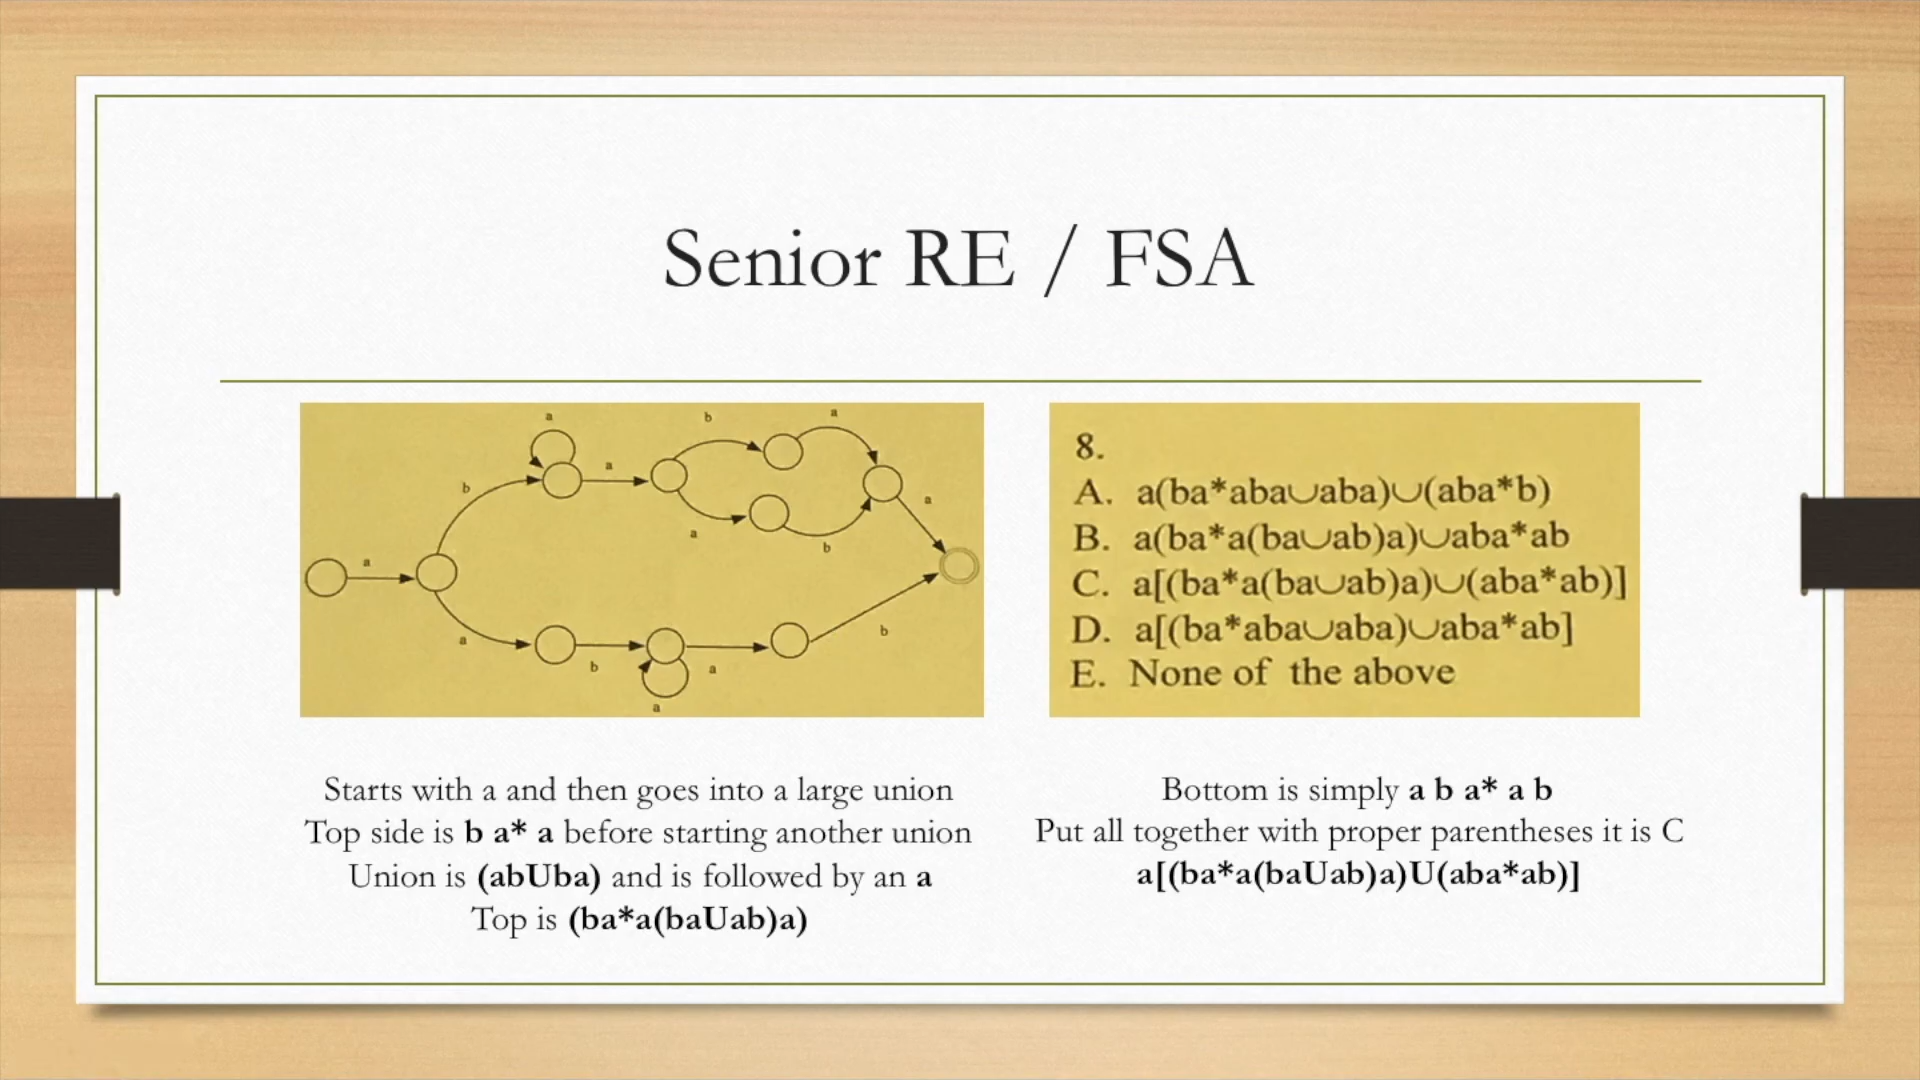 Senior RE / FSA
a
b
a
a
b
a
b
a
a
a
b
b
a
b
a
8.
A. a(ba*aba∪aba)∪(aba*b)
B. a(ba*a(ba∪ab)a)∪aba*ab
C. a[(ba*a(ba∪ab)a)∪(aba*ab)]
D. a[(ba*aba∪aba)∪aba*ab]
E. None of the above
Starts with a and then goes into a large union
Top side is b a* a before starting another union
Union is (abUba) and is followed by an a
Top is (ba*a(baUab)a)
Bottom is simply a b a* a b
Put all together with proper parentheses it is C
a[(ba*a(baUab)a)U(aba*ab)]